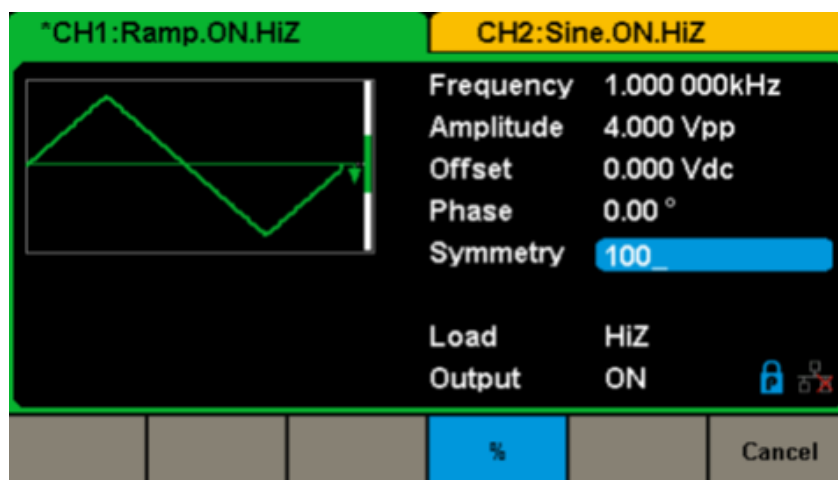 *CH1:Ramp.ON.HiZ CH2:Sine.ON.HiZ
Frequency 1.000 000kHz
Amplitude 4.000 Vpp
Offset 0.000 Vdc
Phase 0.00 °
Symmetry 100_
Load HiZ
Output ON
% Cancel